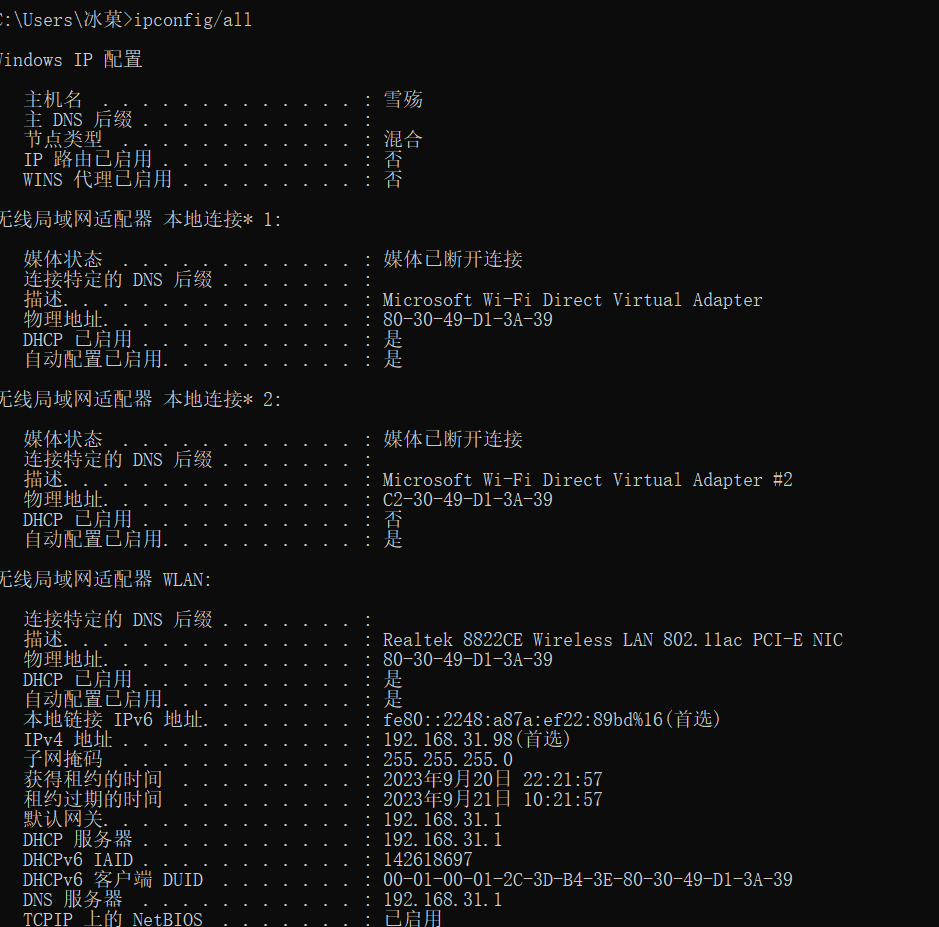 C:\Users\冰菓>ipconfig/all
Windows IP 配置
主机名 . . . . . . . . . . . . . : 雪殇
主 DNS 后缀 . . . . . . . . . . . :
节点类型 . . . . . . . . . . . . : 混合
IP 路由已启用 . . . . . . . . . . : 否
WINS 代理已启用 . . . . . . . . . : 否
无线局域网适配器 本地连接* 1:
媒体状态 . . . . . . . . . . . . : 媒体已断开连接
连接特定的 DNS 后缀 . . . . . . . :
描述. . . . . . . . . . . . . . . : Microsoft Wi-Fi Direct Virtual Adapter
物理地址. . . . . . . . . . . . . : 80-30-49-D1-3A-39
DHCP 已启用 . . . . . . . . . . . : 是
自动配置已启用. . . . . . . . . . : 是
无线局域网适配器 本地连接* 2:
媒体状态 . . . . . . . . . . . . : 媒体已断开连接
连接特定的 DNS 后缀 . . . . . . . :
描述. . . . . . . . . . . . . . . : Microsoft Wi-Fi Direct Virtual Adapter #2
物理地址. . . . . . . . . . . . . : C2-30-49-D1-3A-39
DHCP 已启用 . . . . . . . . . . . : 否
自动配置已启用. . . . . . . . . . : 是
无线局域网适配器 WLAN:
连接特定的 DNS 后缀 . . . . . . . :
描述. . . . . . . . . . . . . . . : Realtek 8822CE Wireless LAN 802.11ac PCI-E NIC
物理地址. . . . . . . . . . . . . : 80-30-49-D1-3A-39
DHCP 已启用 . . . . . . . . . . . : 是
自动配置已启用. . . . . . . . . . : 是
本地链接 IPv6 地址. . . . . . . . : fe80::2248:a87a:ef22:89bd%16(首选)
IPv4 地址 . . . . . . . . . . . . : 192.168.31.98(首选)
子网掩码 . . . . . . . . . . . . : 255.255.255.0
获得租约的时间 . . . . . . . . . : 2023年9月20日 22:21:57
租约过期的时间 . . . . . . . . . : 2023年9月21日 10:21:57
默认网关. . . . . . . . . . . . . : 192.168.31.1
DHCP 服务器 . . . . . . . . . . . : 192.168.31.1
DHCPv6 IAID . . . . . . . . . . . : 142618697
DHCPv6 客户端 DUID . . . . . . . : 00-01-00-01-2C-3D-B4-3E-80-30-49-D1-3A-39
DNS 服务器 . . . . . . . . . . . : 192.168.31.1
TCPIP 上的 NetBIOS . . . . . . . : 已启用